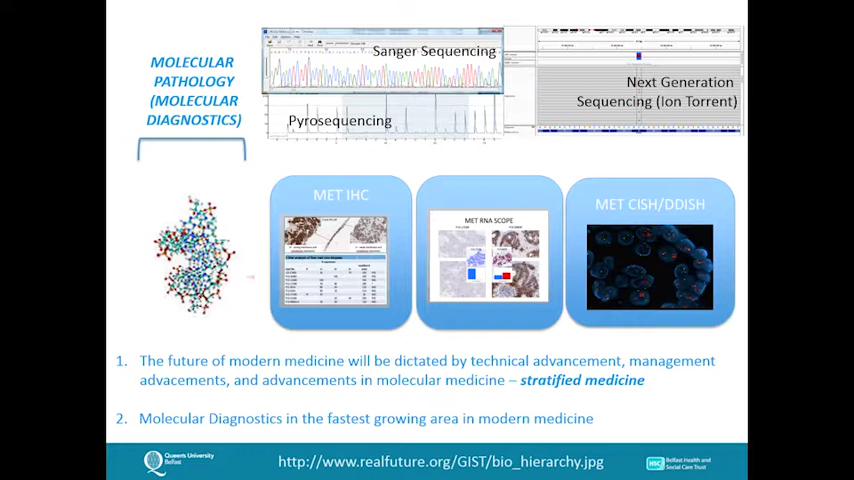 MOLECULAR
PATHOLOGY
(MOLECULAR
DIAGNOSTICS)
Sanger Sequencing
Pyrosequencing
Next Generation
Sequencing (Ion Torrent)
MET IHC
MET RNA SCOPE
MET CISH/DDISH
1. The future of modern medicine will be dictated by technical advancement, management
advacements, and advancements in molecular medicine – stratified medicine
2. Molecular Diagnostics in the fastest growing area in modern medicine
Queen's University
Belfast
http://www.realfuture.org/GIST/bio_hierarchy.jpg
HSC
Belfast Health and
Social Care Trust